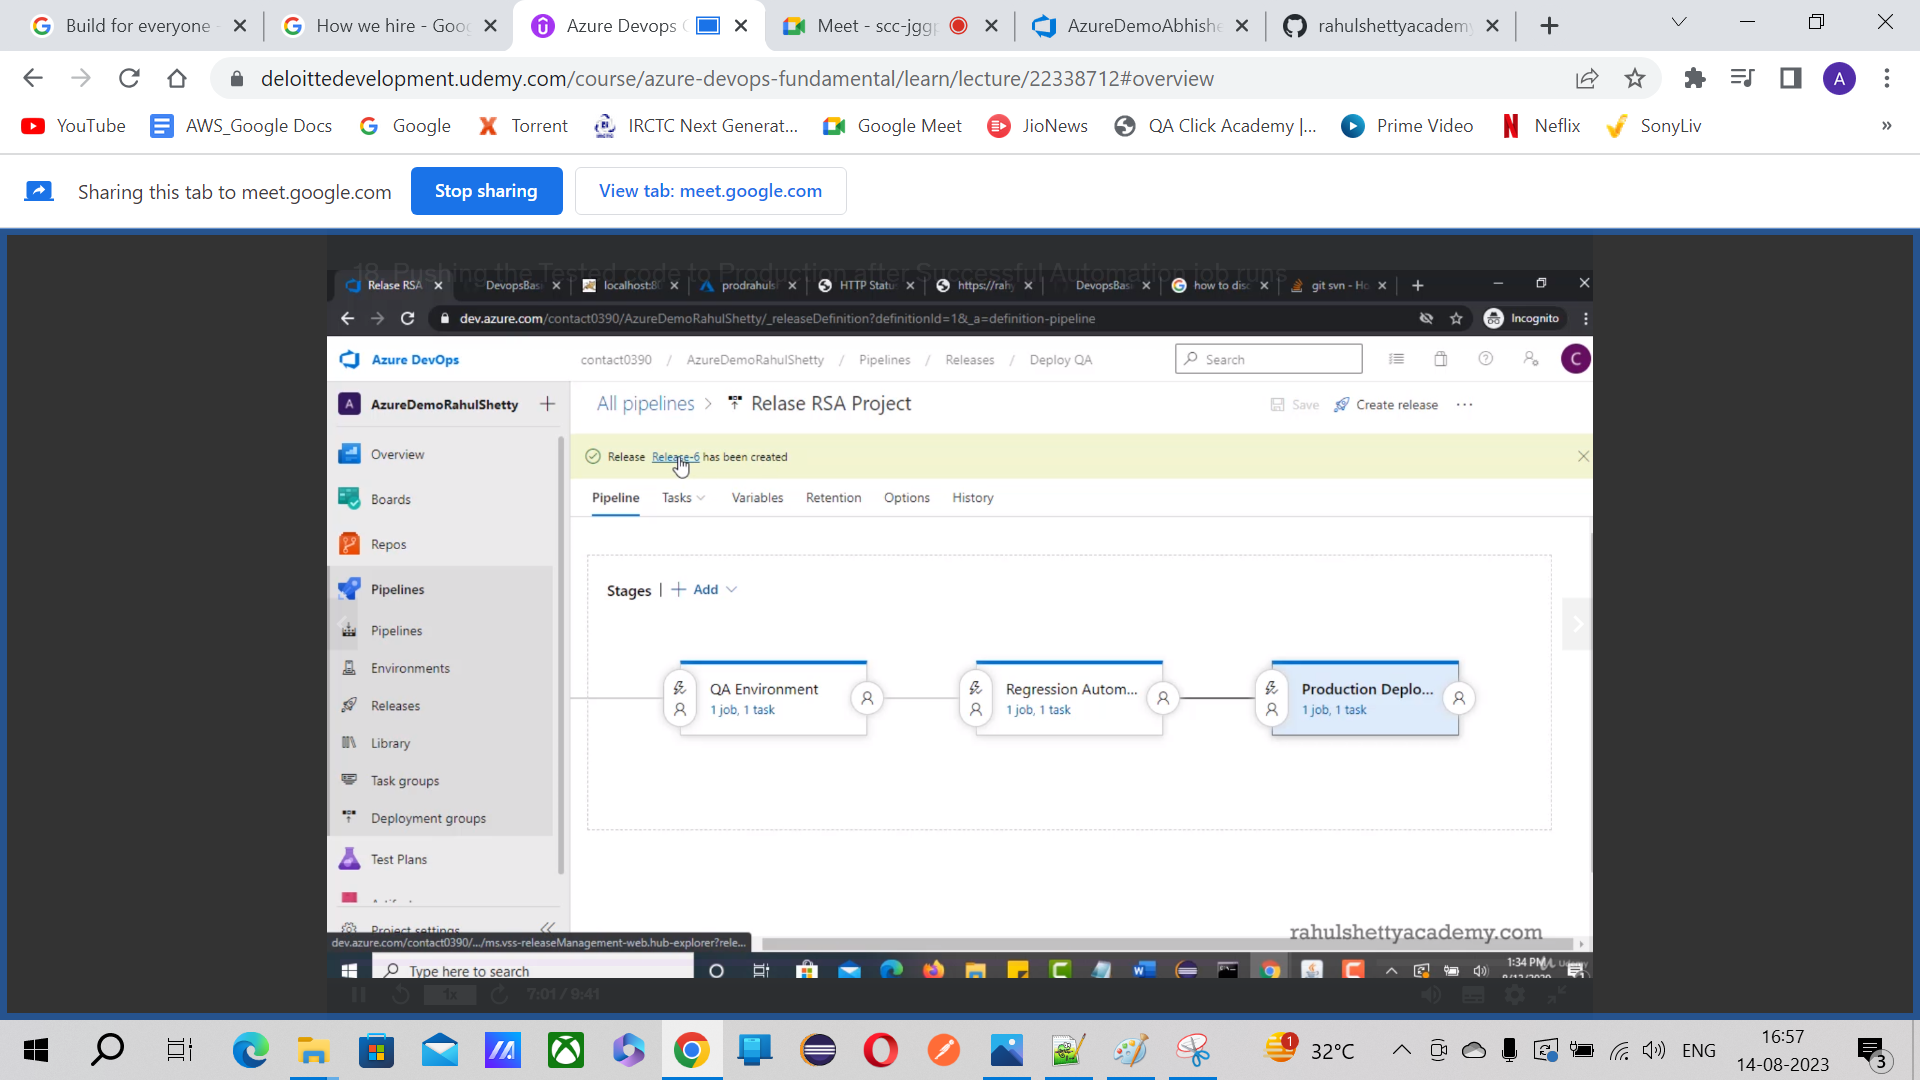 Build for everyone -
How we hire - Goog
Azure Devops
Meet - scc-jggp
AzureDemoAbhishe
rahulshettyacademy
deloittedevelopment.udemy.com/course/azure-devops-fundamental/learn/lecture/22338712#overview
A
YouTube
AWS_Google Docs
Google
Torrent
IRCTC Next Generat...
Google Meet
JioNews
QA Click Academy |...
Prime Video
Neflix
SonyLiv
»
Sharing this tab to meet.google.com
Stop sharing
View tab: meet.google.com
18. Pushing the Tested code to Production after Successful Automation job runs
Relase RSA
DevopsBas
localhost:80
prodrahuls
HTTP Statu
https://rahy
DevopsBas
how to disc
git svn - Ho
dev.azure.com/contact0390/AzureDemoRahulShetty/_releaseDefinition?definitionId=1&_a=definition-pipeline
Incognito
Azure DevOps
contact0390 / AzureDemoRahulShetty / Pipelines / Releases / Deploy QA
Search
C
A AzureDemoRahulShetty
All pipelines > Relase RSA Project
Save
Create release
Release Release-6 has been created
Overview
Boards
Repos
Pipelines
Pipelines
Environments
Releases
Library
Task groups
Deployment groups
Test Plans
Project settings
Pipeline
Tasks
Variables
Retention
Options
History
Stages | Add
QA Environment
1 job, 1 task
Regression Autom...
1 job, 1 task
Production Deplo...
1 job, 1 task
rahulshettyacademy.com
dev.azure.com/contact0390/.../ms.vss-releaseManagement-web.hub-explorer?rele...
Type here to search
1:34 PM
1x
7:01 / 9:41
1
32°C
ENG
16:57
14-08-2023
3